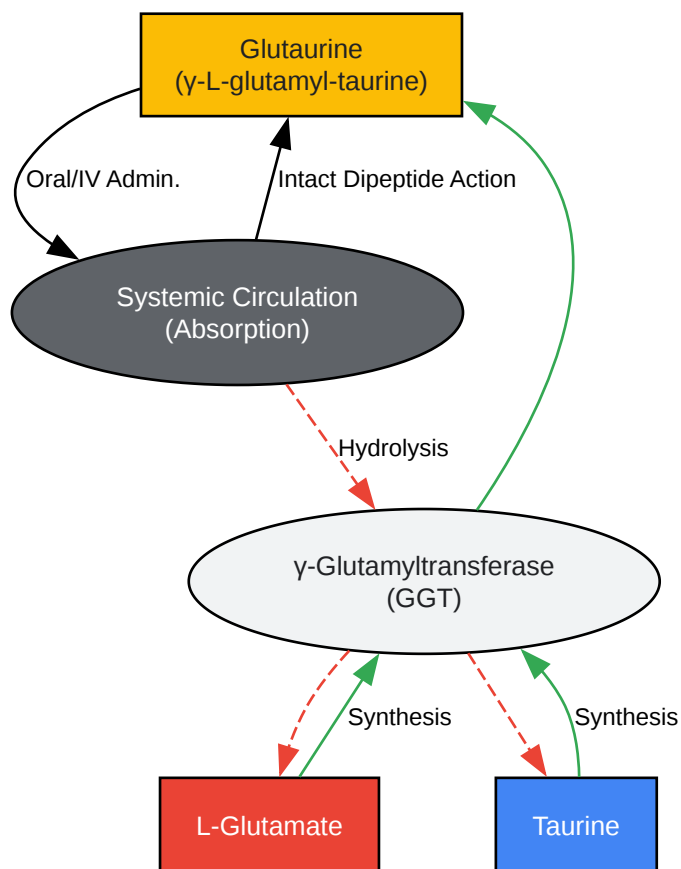 Glutaurine
(γ-L-glutamyl-taurine)
Oral/IV Admin.
Intact Dipeptide Action
Systemic Circulation
(Absorption)
Hydrolysis
γ-Glutamyltransferase
(GGT)
Synthesis
Synthesis
L-Glutamate
Taurine